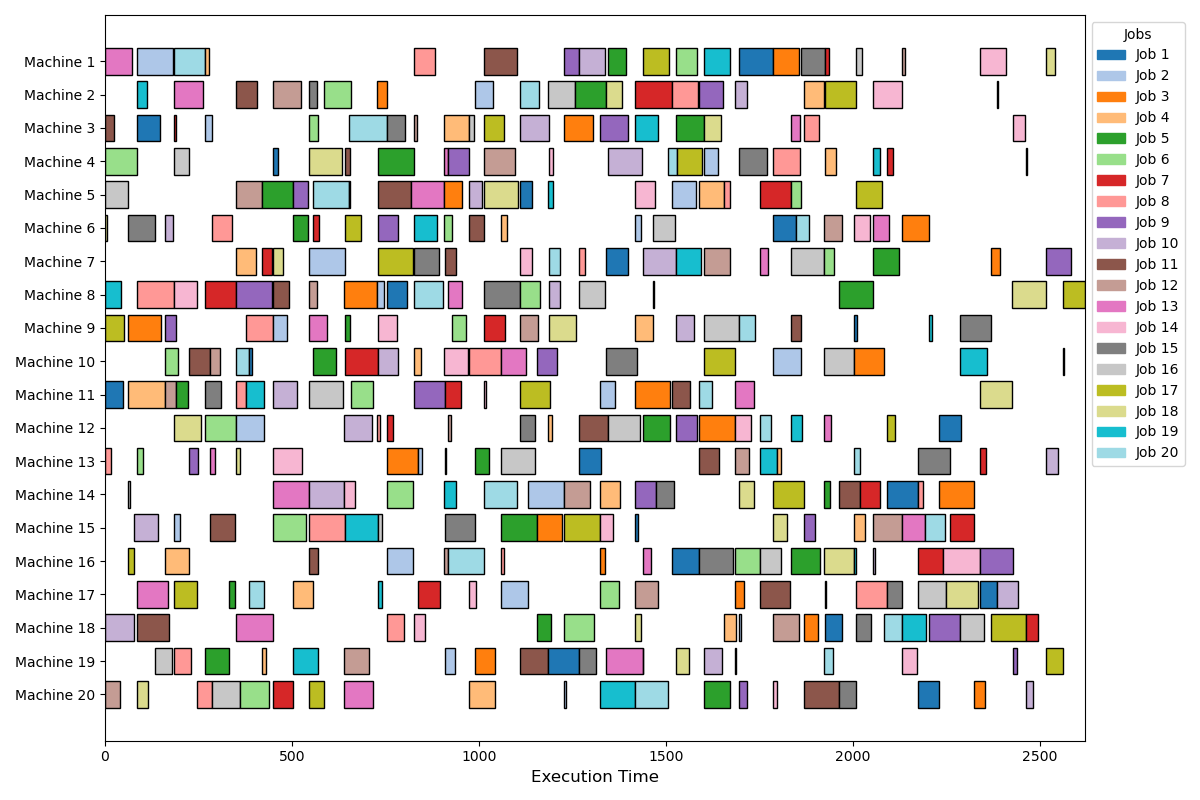 Machine 1
Machine 2
Machine 3
Machine 4
Machine 5
Machine 6
Machine 7
Machine 8
Machine 9
Machine 10
Machine 11
Machine 12
Machine 13
Machine 14
Machine 15
Machine 16
Machine 17
Machine 18
Machine 19
Machine 20
0 500 1000 1500 2000 2500
Execution Time
Jobs
Job 1
Job 2
Job 3
Job 4
Job 5
Job 6
Job 7
Job 8
Job 9
Job 10
Job 11
Job 12
Job 13
Job 14
Job 15
Job 16
Job 17
Job 18
Job 19
Job 20